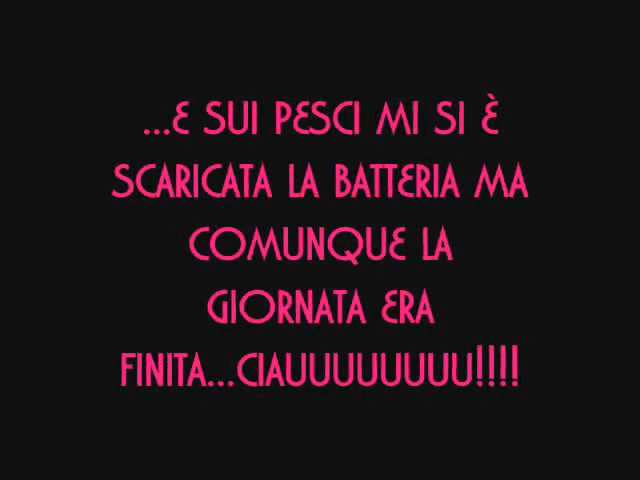 ...E SUI PESCI MI SI È
SCARICATA LA BATTERIA MA
COMUNQUE LA
GIORNATA ERA
FINITA...CIAUUUUUUUU!!!!